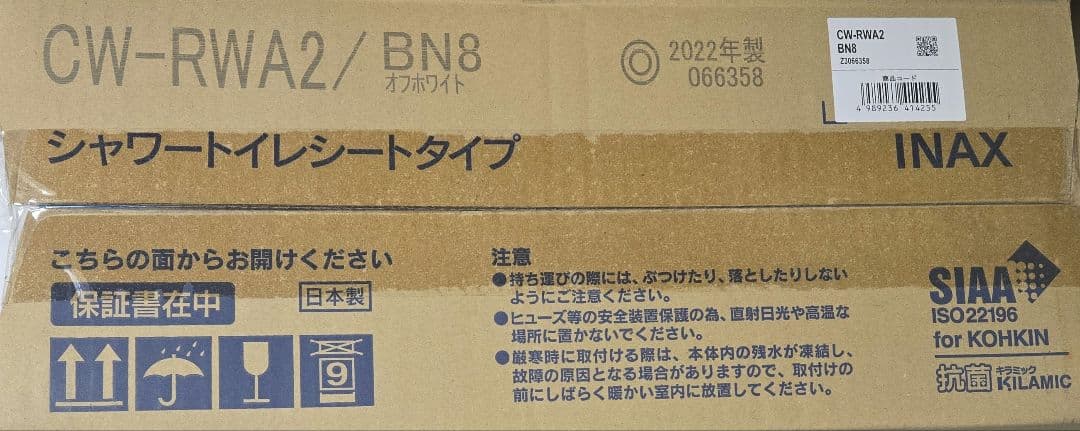 CW-RWA2/BN8
オフホワイト
◎ 2022年製
066358
CW-RWA2
BN8
Z3066358
商品コード
4 989236 414255
シャワートイレシートタイプ
INAX
こちらの面からお開けください
保証書在中
日本製
9
注意
●持ち運びの際には、ぶつけたり、落としたりしない
ようにご注意ください。
●ヒューズ等の安全装置保護の為、直射日光や高温な
場所に置かないでください。
●厳寒時に取付ける際は、本体内の残水が凍結し、
故障の原因となる場合がありますので、取付けの
前にしばらく暖かい室内に放置してください。
SIAA
ISO22196
for KOHKIN
抗菌
キラミック
KILAMIC